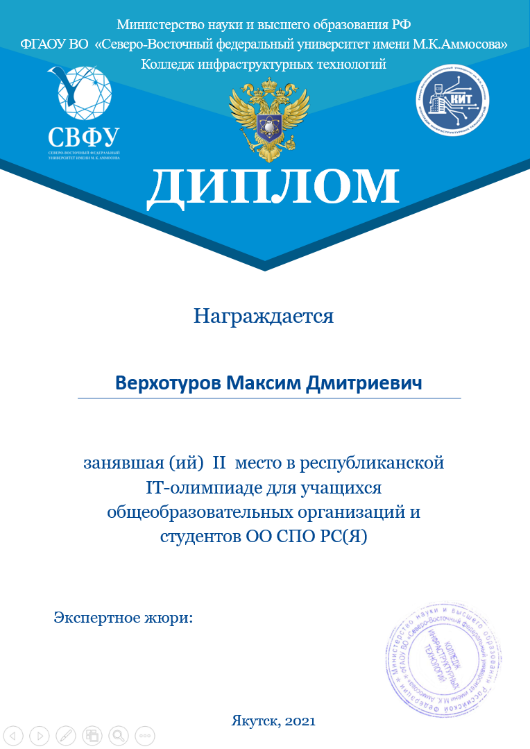 Министерство науки и высшего образования РФ
ФГАОУ ВО «Северо-Восточный федеральный университет имени М.К.Аммосова»
Колледж инфраструктурных технологий
СВФУ
СЕВЕРО-ВОСТОЧНЫЙ ФЕДЕРАЛЬНЫЙ
УНИВЕРСИТЕТ ИМЕНИ М.К. АММОСОВА
КИТ
ДИПЛОМ
Награждается
Верхотуров Максим Дмитриевич
занявшая (ий) II место в республиканской
IT-олимпиаде для учащихся
общеобразовательных организаций и
студентов ОО СПО РС(Я)
Экспертное жюри:
Министерство науки и высшего образования Российской Федерации
ФГАОУ ВО «Северо-Восточный федеральный университет имени М.К. Аммосова»
КОЛЛЕДЖ
ИНФРАСТРУКТУРНЫХ
ТЕХНОЛОГИЙ
Якутск, 2021